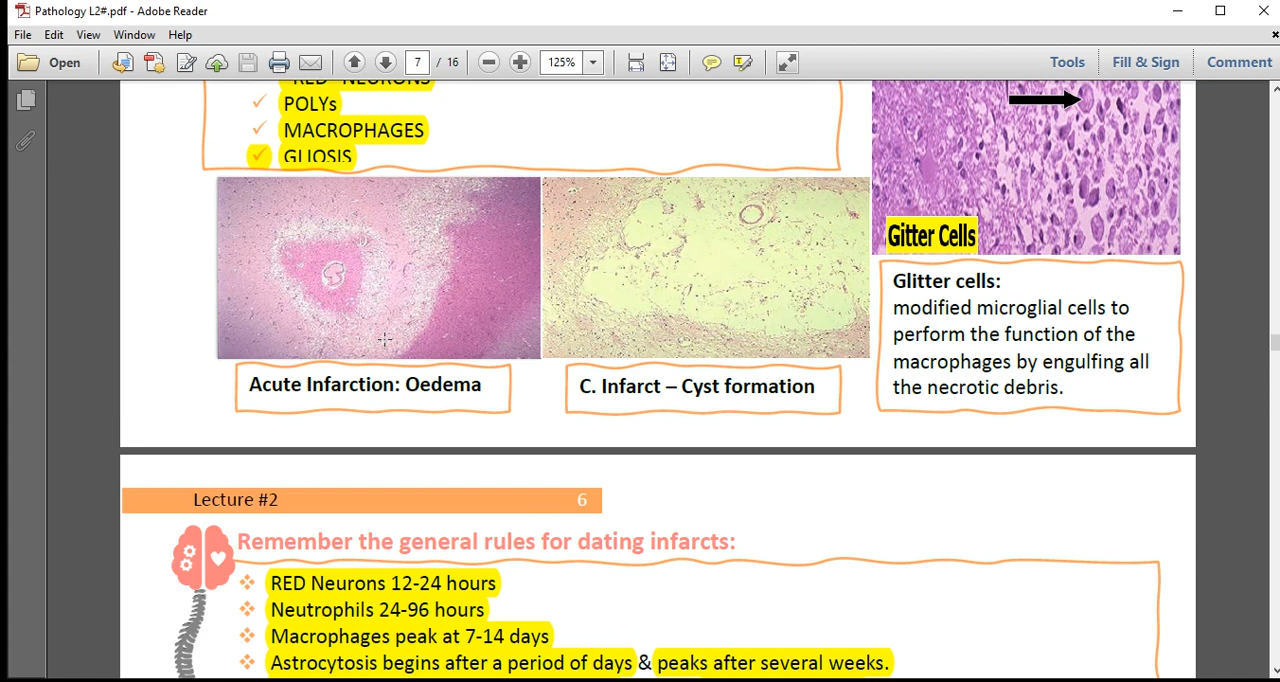 Pathology L2#.pdf - Adobe Reader
File Edit View Window Help
Open 7 / 16 125% Tools Fill & Sign Comment
RED NEURONS
POLYs
MACROPHAGES
GLIOSIS
Gitter Cells
Glitter cells:
modified microglial cells to
perform the function of the
macrophages by engulfing all
the necrotic debris.
Acute Infarction: Oedema
C. Infarct – Cyst formation
Lecture #2 6
Remember the general rules for dating infarcts:
RED Neurons 12-24 hours
Neutrophils 24-96 hours
Macrophages peak at 7-14 days
Astrocytosis begins after a period of days & peaks after several weeks.